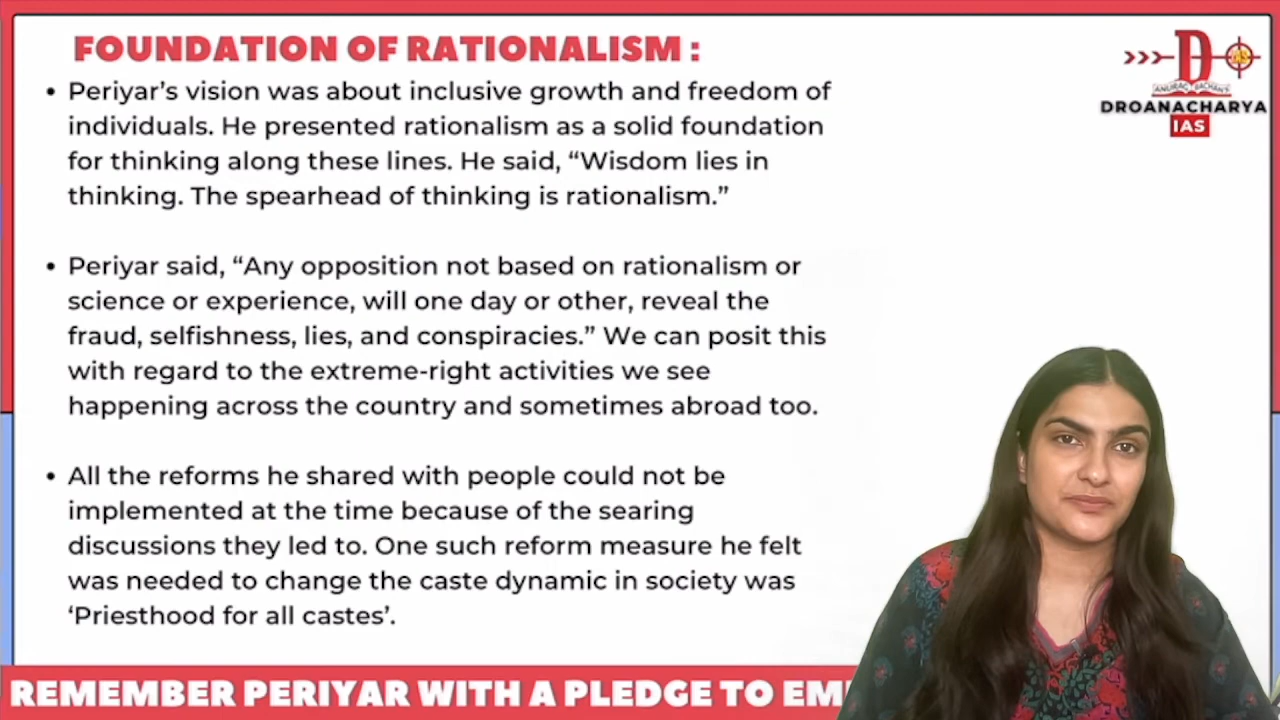 FOUNDATION OF RATIONALISM :
• Periyar’s vision was about inclusive growth and freedom of
individuals. He presented rationalism as a solid foundation
for thinking along these lines. He said, “Wisdom lies in
thinking. The spearhead of thinking is rationalism.”
• Periyar said, “Any opposition not based on rationalism or
science or experience, will one day or other, reveal the
fraud, selfishness, lies, and conspiracies.” We can posit this
with regard to the extreme-right activities we see
happening across the country and sometimes abroad too.
• All the reforms he shared with people could not be
implemented at the time because of the searing
discussions they led to. One such reform measure he felt
was needed to change the caste dynamic in society was
‘Priesthood for all castes’.
D
IAS
ANURAG BACHAN'S
DROANACHARYA
IAS
REMEMBER PERIYAR WITH A PLEDGE TO